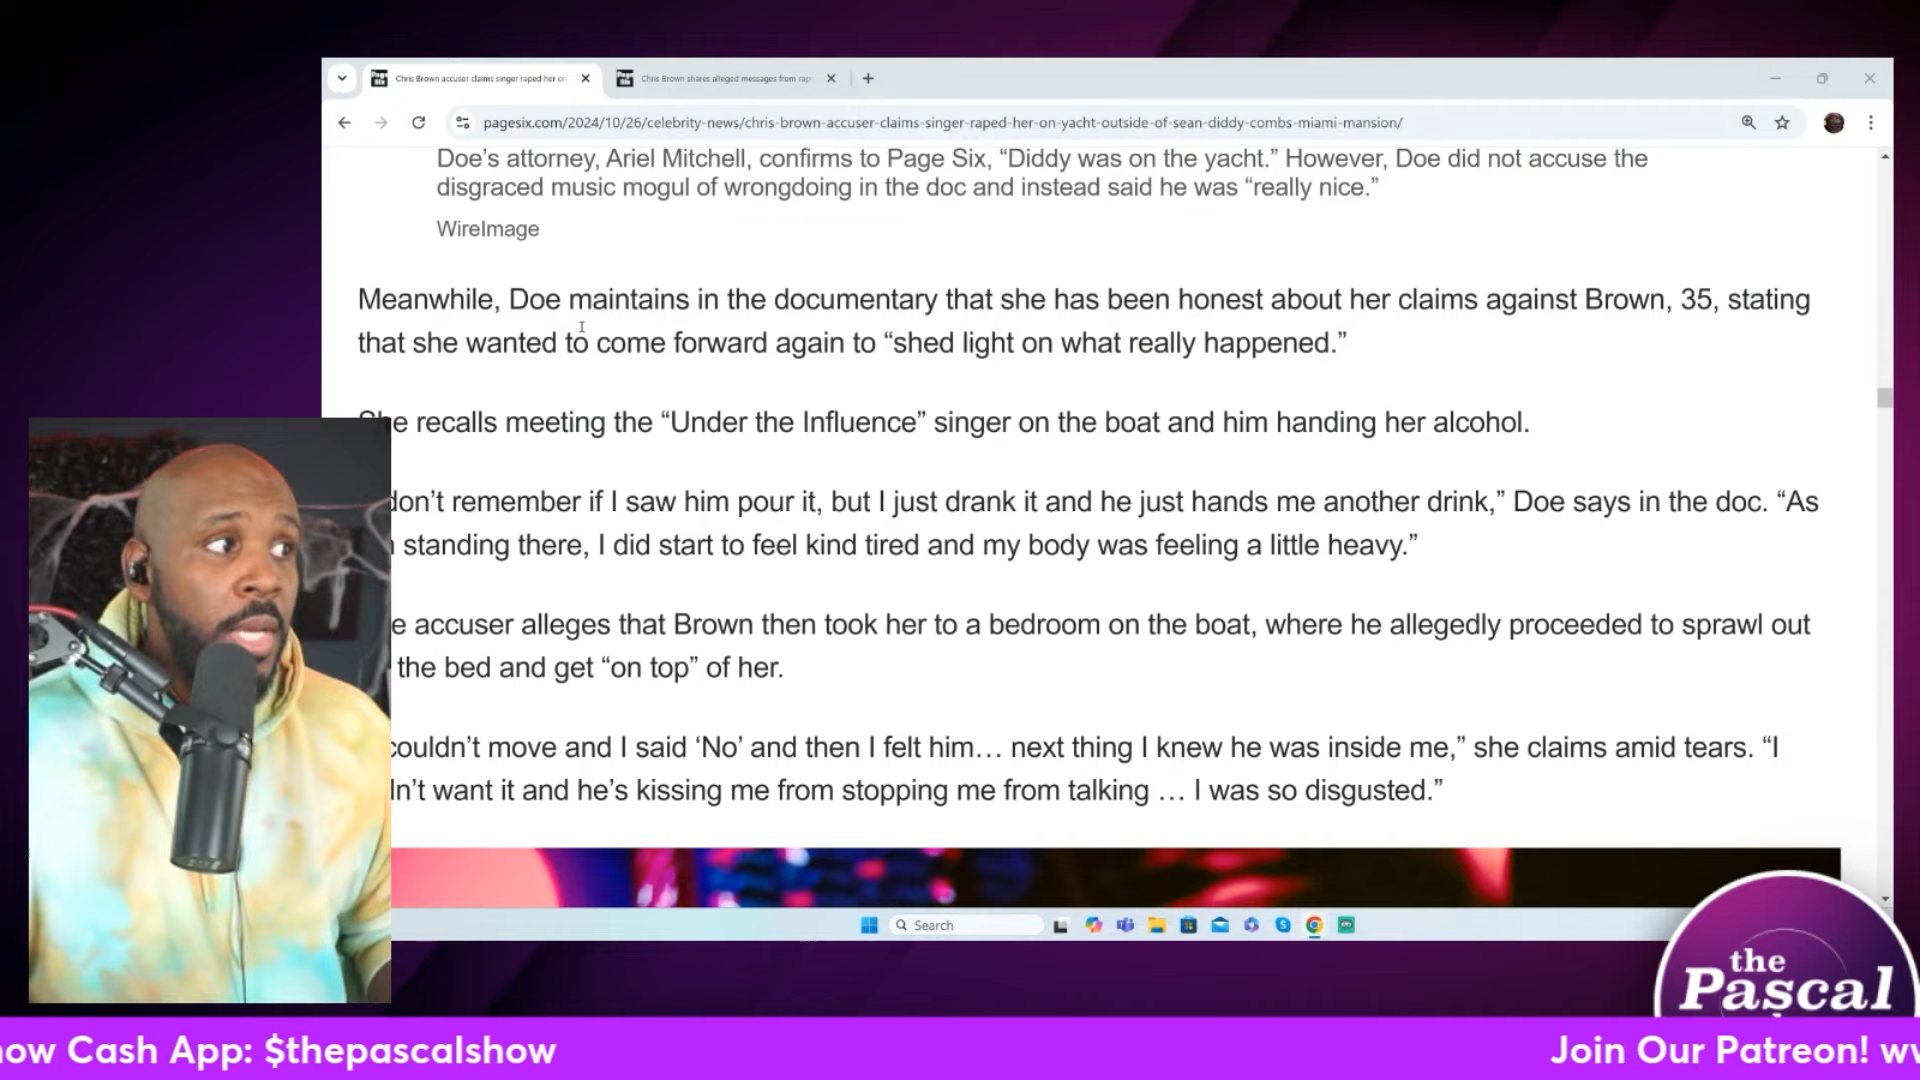 Chris Brown accuser claims singer raped her on
Chris Brown shares alleged messages from rap
pagesix.com/2024/10/26/celebrity-news/chris-brown-accuser-claims-singer-raped-her-on-yacht-outside-of-sean-diddy-combs-miami-mansion/
Doe’s attorney, Ariel Mitchell, confirms to Page Six, “Diddy was on the yacht.” However, Doe did not accuse the
disgraced music mogul of wrongdoing in the doc and instead said he was “really nice.”
WireImage
Meanwhile, Doe maintains in the documentary that she has been honest about her claims against Brown, 35, stating
that she wanted to come forward again to “shed light on what really happened.”
She recalls meeting the “Under the Influence” singer on the boat and him handing her alcohol.
don’t remember if I saw him pour it, but I just drank it and he just hands me another drink,” Doe says in the doc. “As
standing there, I did start to feel kind tired and my body was feeling a little heavy.”
e accuser alleges that Brown then took her to a bedroom on the boat, where he allegedly proceeded to sprawl out
the bed and get “on top” of her.
couldn’t move and I said ‘No’ and then I felt him… next thing I knew he was inside me,” she claims amid tears. “I
n’t want it and he’s kissing me from stopping me from talking … I was so disgusted.”
Search
the
Pascal
how Cash App: $thepascalshow
Join Our Patreon! ww